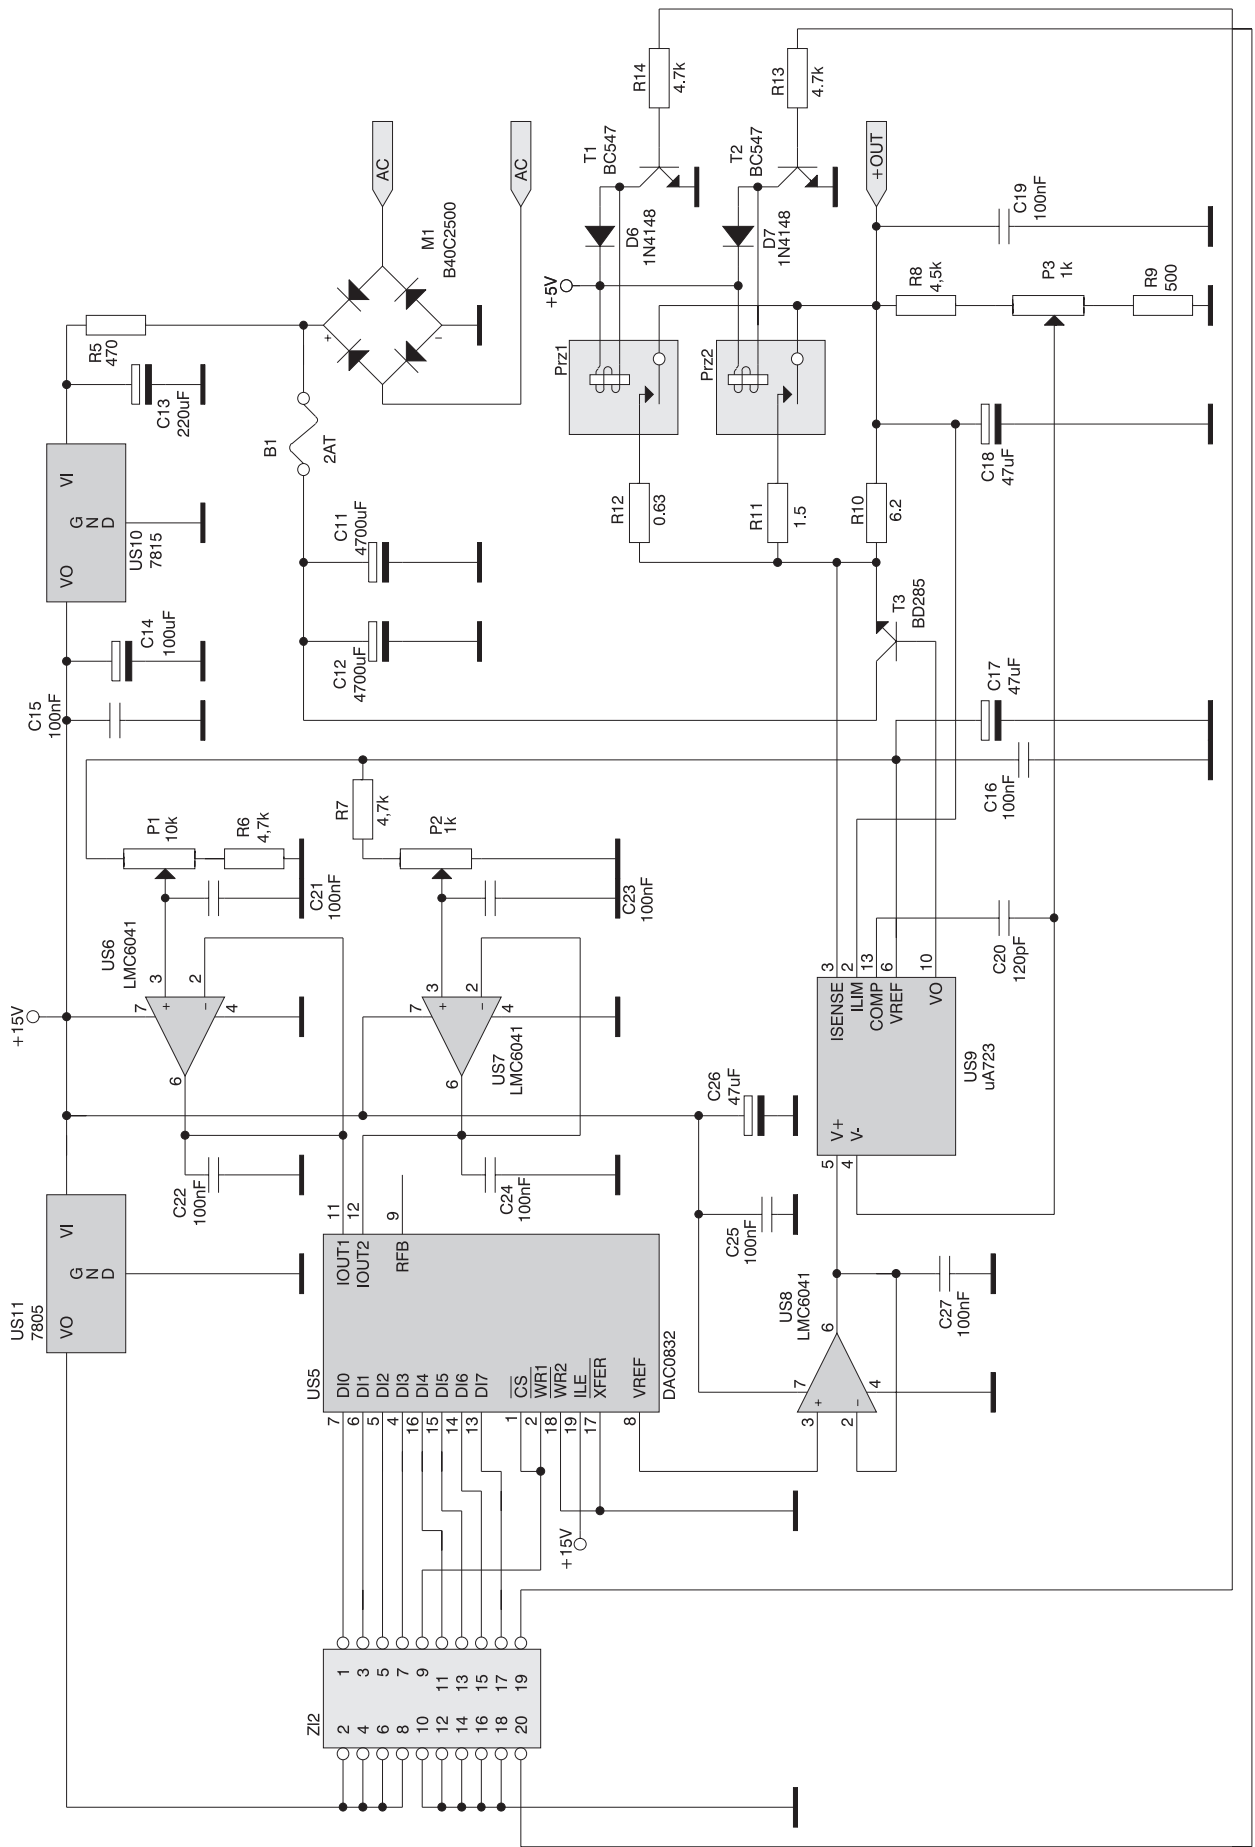 R14
4.7k
R13
4.7k
T1
BC547
T2
BC547
AC
AC
+OUT
M1
B40C2500
+
–
D6
1N4148
D7
1N4148
+5V
C19
100nF
R8
4,5k
P3
1k
R9
500
R5
470
C13
220uF
B1
2AT
Prz1
Prz2
VI
G
N
D
VO
US10
7815
C11
4700uF
C12
4700uF
R12
0.63
R11
1.5
R10
6.2
C18
47uF
T3
BD285
C14
100uF
C15
100nF
C17
47uF
C16
100nF
P1
10k
R6
4,7k
R7
4,7k
P2
1k
C21
100nF
C23
100nF
US6
LMC6041
3
2
7
4
6
+
–
US7
LMC6041
3
2
7
4
6
+
–
+15V
C20
120pF
3
2
13
6
10
ISENSE
ILIM
COMP
VREF
VO
V+
V-
5
4
US9
uA723
C26
47uF
C25
100nF
C22
100nF
C24
100nF
US11
7805
VI
G
N
D
VO
11
12
9
IOUT1
IOUT2
RFB
US5
DAC0832
DI0
DI1
DI2
DI3
DI4
DI5
DI6
DI7
CS
WR1
WR2
ILE
XFER
VREF
7
6
5
4
16
15
14
13
1
2
18
19
17
8
US8
LMC6041
6
7
4
3
2
+
–
C27
100nF
+15V
ZI2
1
3
5
7
9
11
13
15
17
19
2
4
6
8
10
12
14
16
18
20